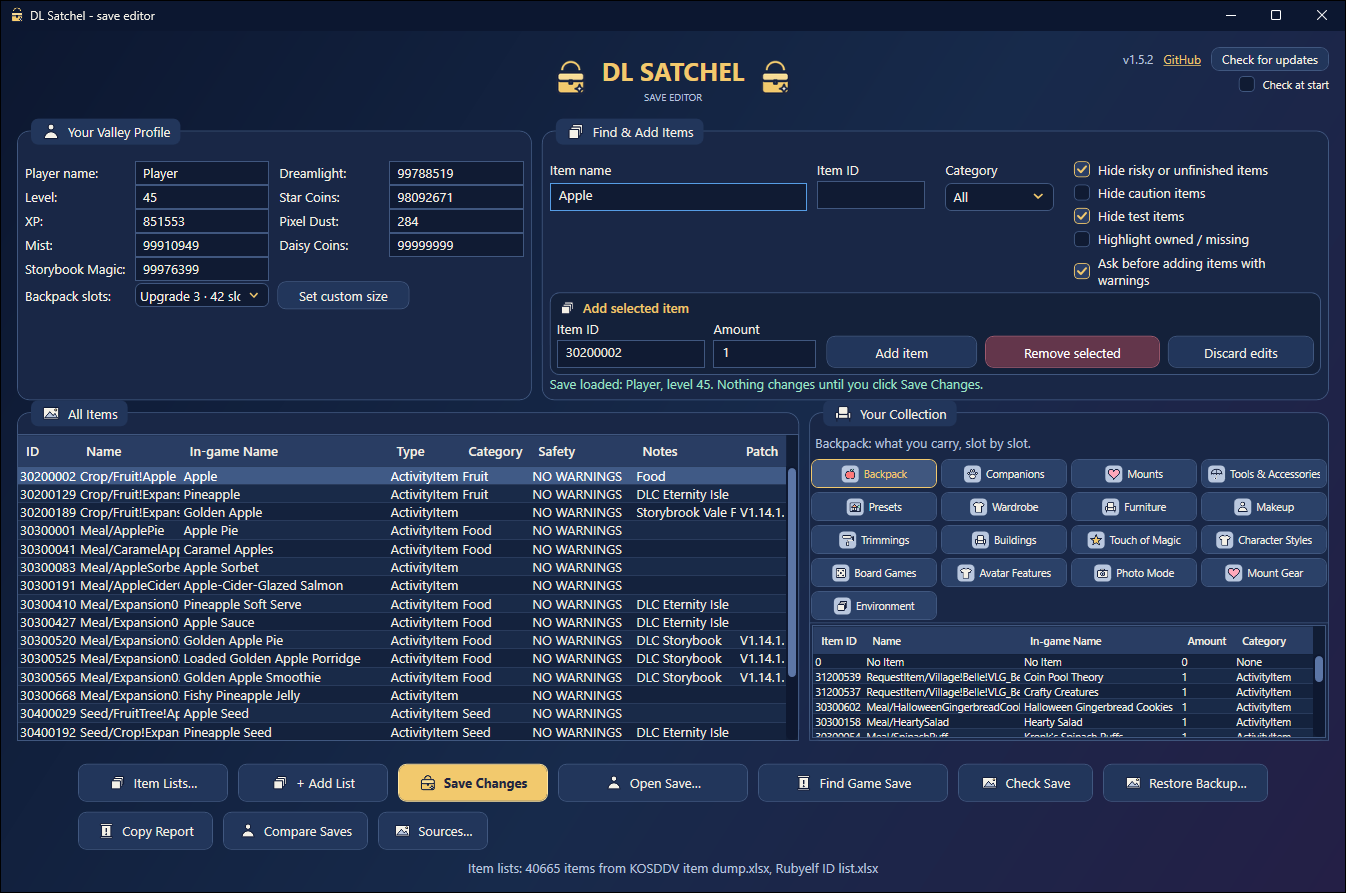 DL Satchel - save editor
DL SATCHEL
SAVE EDITOR
v1.5.2 GitHub Check for updates
Check at start
Your Valley Profile
Player name: Player Dreamlight: 99788519
Level: 45 Star Coins: 98092671
XP: 851553 Pixel Dust: 284
Mist: 99910949 Daisy Coins: 99999999
Storybook Magic: 99976399
Backpack slots: Upgrade 3 · 42 slo Set custom size
Find & Add Items
Item name Item ID Category
Apple All
Hide risky or unfinished items
Hide caution items
Hide test items
Highlight owned / missing
Ask before adding items with
warnings
Add selected item
Item ID Amount
30200002 1 Add item Remove selected Discard edits
Save loaded: Player, level 45. Nothing changes until you click Save Changes.
All Items
ID Name In-game Name Type Category Safety Notes Patch
30200002 Crop/Fruit!Apple Apple ActivityItem Fruit NO WARNINGS Food
30200129 Crop/Fruit!Expans Pineapple ActivityItem Fruit NO WARNINGS DLC Eternity Isle
30200189 Crop/Fruit!Expans Golden Apple ActivityItem NO WARNINGS Storybrook Vale F V1.14.1.
30300001 Meal/ApplePie Apple Pie ActivityItem Food NO WARNINGS
30300041 Meal/CaramelApp Caramel Apples ActivityItem Food NO WARNINGS
30300083 Meal/AppleSorbe Apple Sorbet ActivityItem NO WARNINGS
30300191 Meal/AppleCiderG Apple-Cider-Glazed Salmon ActivityItem NO WARNINGS
30300410 Meal/Expansion0 Pineapple Soft Serve ActivityItem Food NO WARNINGS DLC Eternity Isle
30300427 Meal/Expansion0 Apple Sauce ActivityItem Food NO WARNINGS DLC Eternity Isle
30300520 Meal/Expansion0 Golden Apple Pie ActivityItem Food NO WARNINGS DLC Storybook V1.14.1.
30300525 Meal/Expansion0 Loaded Golden Apple Porridge ActivityItem Food NO WARNINGS DLC Storybook V1.14.1.
30300565 Meal/Expansion0 Golden Apple Smoothie ActivityItem Food NO WARNINGS DLC Storybook V1.14.1.
30300668 Meal/Expansion0 Fishy Pineapple Jelly ActivityItem NO WARNINGS
30400029 Seed/FruitTree!Ap Apple Seed ActivityItem Seed NO WARNINGS
30400192 Seed/Crop!Expan Pineapple Seed ActivityItem Seed NO WARNINGS DLC Eternity Isle
Your Collection
Backpack: what you carry, slot by slot.
Backpack Companions Mounts Tools & Accessories
Presets Wardrobe Furniture Makeup
Trimmings Buildings Touch of Magic Character Styles
Board Games Avatar Features Photo Mode Mount Gear
Environment
Item ID Name In-game Name Amount Category
0 No Item No Item 0 None
31200539 RequestItem/Village!Belle!VLG_Be Coin Pool Theory 1 ActivityItem
31200537 RequestItem/Village!Belle!VLG_Be Crafty Creatures 1 ActivityItem
30300602 Meal/HalloweenGingerbreadCool Halloween Gingerbread Cookies 1 ActivityItem
30300158 Meal/HeartySalad Hearty Salad 1 ActivityItem
30300054 Meal/SpinachPuff Kronk's Spinach Puffs 1 ActivityItem
Item Lists... + Add List Save Changes Open Save... Find Game Save Check Save Restore Backup...
Copy Report Compare Saves Sources...
Item lists: 40665 items from KOSDDV item dump.xlsx, Rubyelf ID list.xlsx